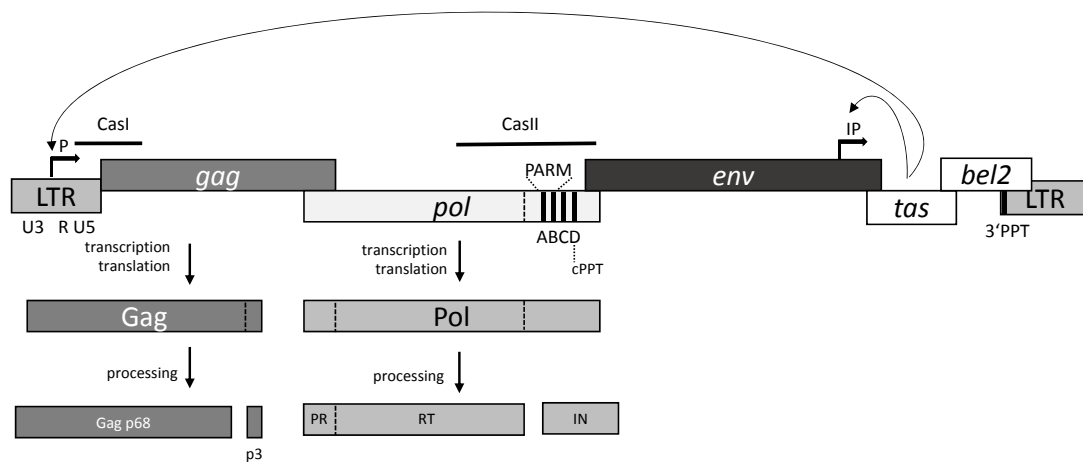 CasI
CasII
P
IP
PARM
LTR
gag
pol
env
tas
bel2
LTR
U3 R U5
ABCD
3‘PPT
cPPT
transcription
translation
transcription
translation
Gag
Pol
processing
processing
Gag p68
p3
PR
RT
IN